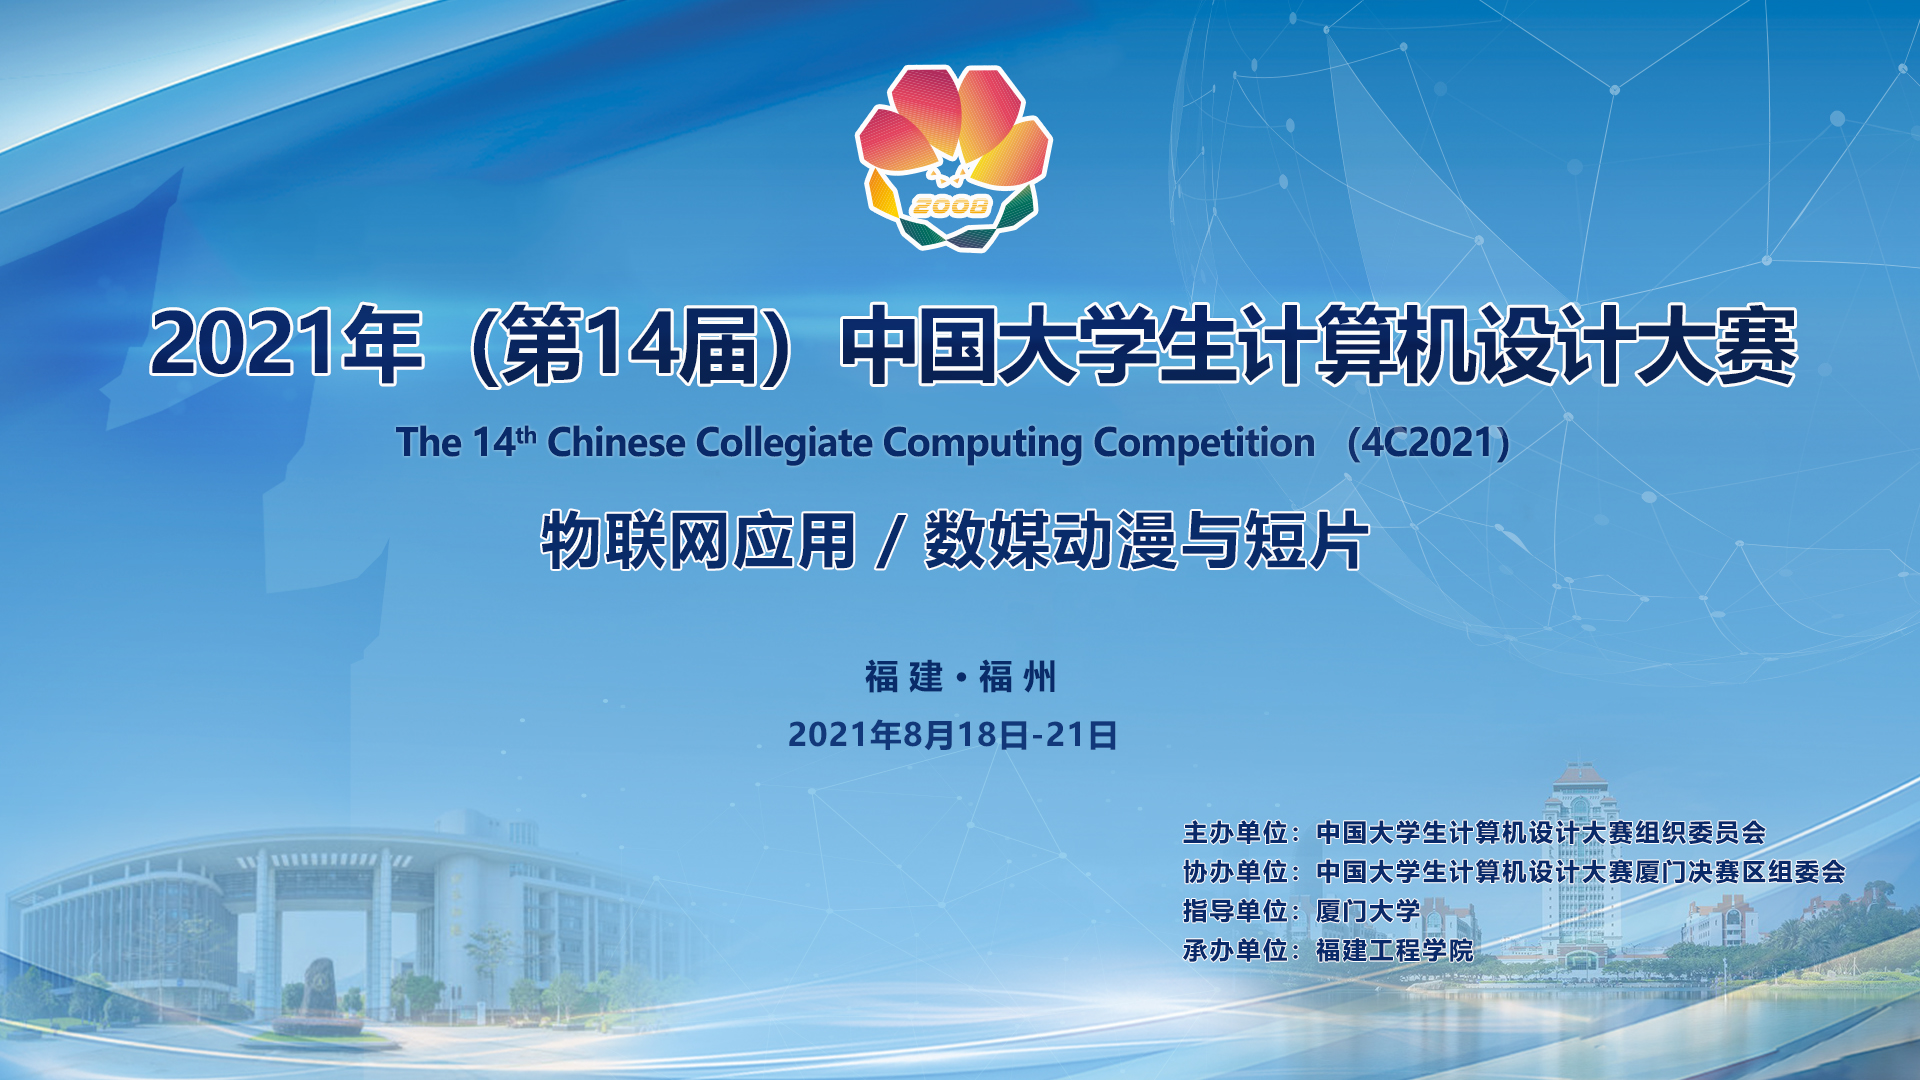 2008
2021年（第14届）中国大学生计算机设计大赛
The 14th Chinese Collegiate Computing Competition （4C2021）
物联网应用 / 数媒动漫与短片
福建·福州
2021年8月18日-21日
主办单位：中国大学生计算机设计大赛组织委员会
协办单位：中国大学生计算机设计大赛厦门决赛区组委会
指导单位：厦门大学
承办单位：福建工程学院